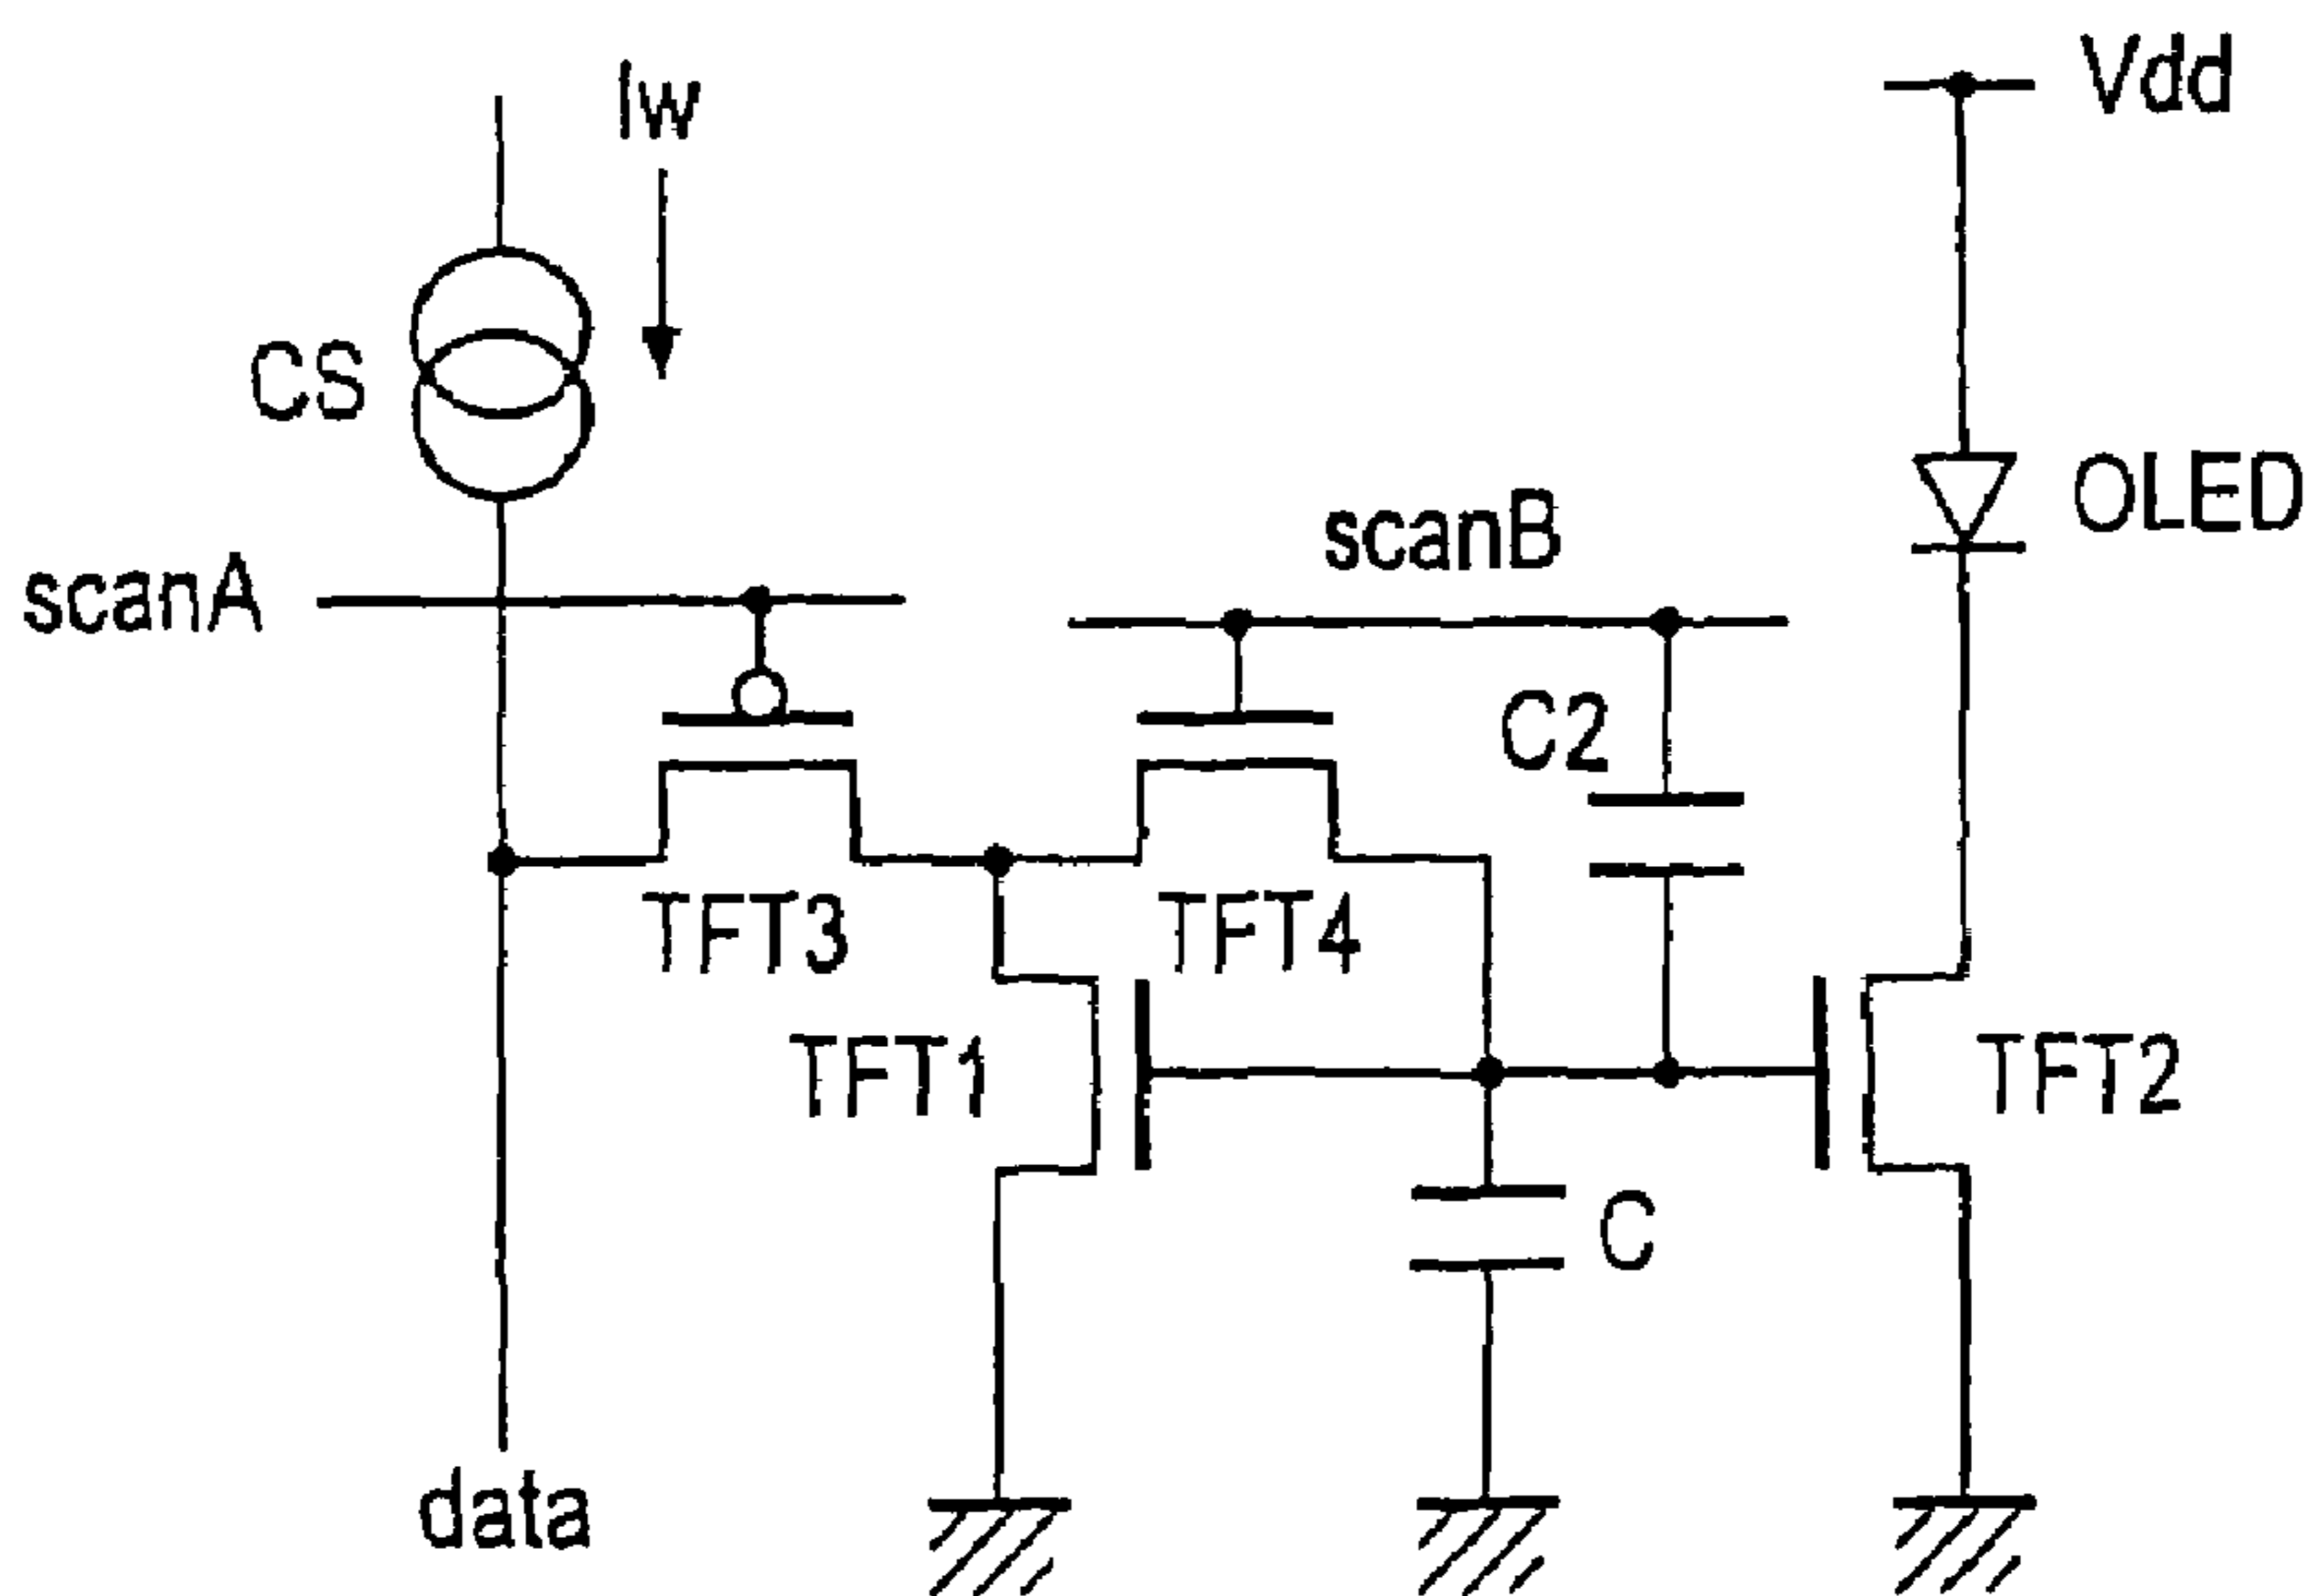 Iw
Vdd
CS
OLED
scanB
scanA
C2
TFT3
TFT4
TFT1
TFT2
C
data